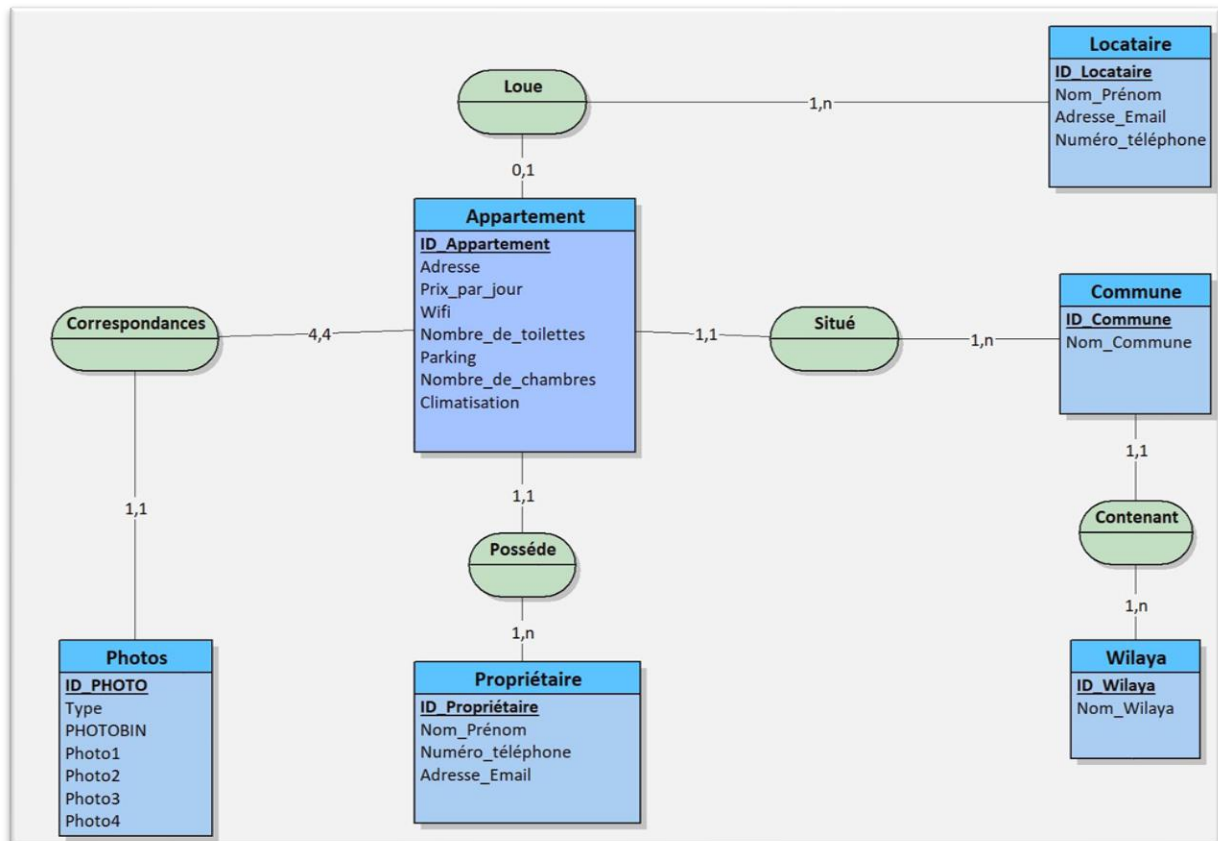 Locataire
ID_Locataire
Nom_Prénom
Adresse_Email
Numéro_téléphone
Loue
1,n
0,1
Appartement
ID_Appartement
Adresse
Prix_par_jour
Wifi
Nombre_de_toilettes
Parking
Nombre_de_chambres
Climatisation
Correspondances
4,4
1,1
Situé
1,n
Commune
ID_Commune
Nom_Commune
1,1
1,1
1,1
Contenant
Posséde
1,n
1,n
Photos
ID_PHOTO
Type
PHOTOBIN
Photo1
Photo2
Photo3
Photo4
Propriétaire
ID_Propriétaire
Nom_Prénom
Numéro_téléphone
Adresse_Email
Wilaya
ID_Wilaya
Nom_Wilaya